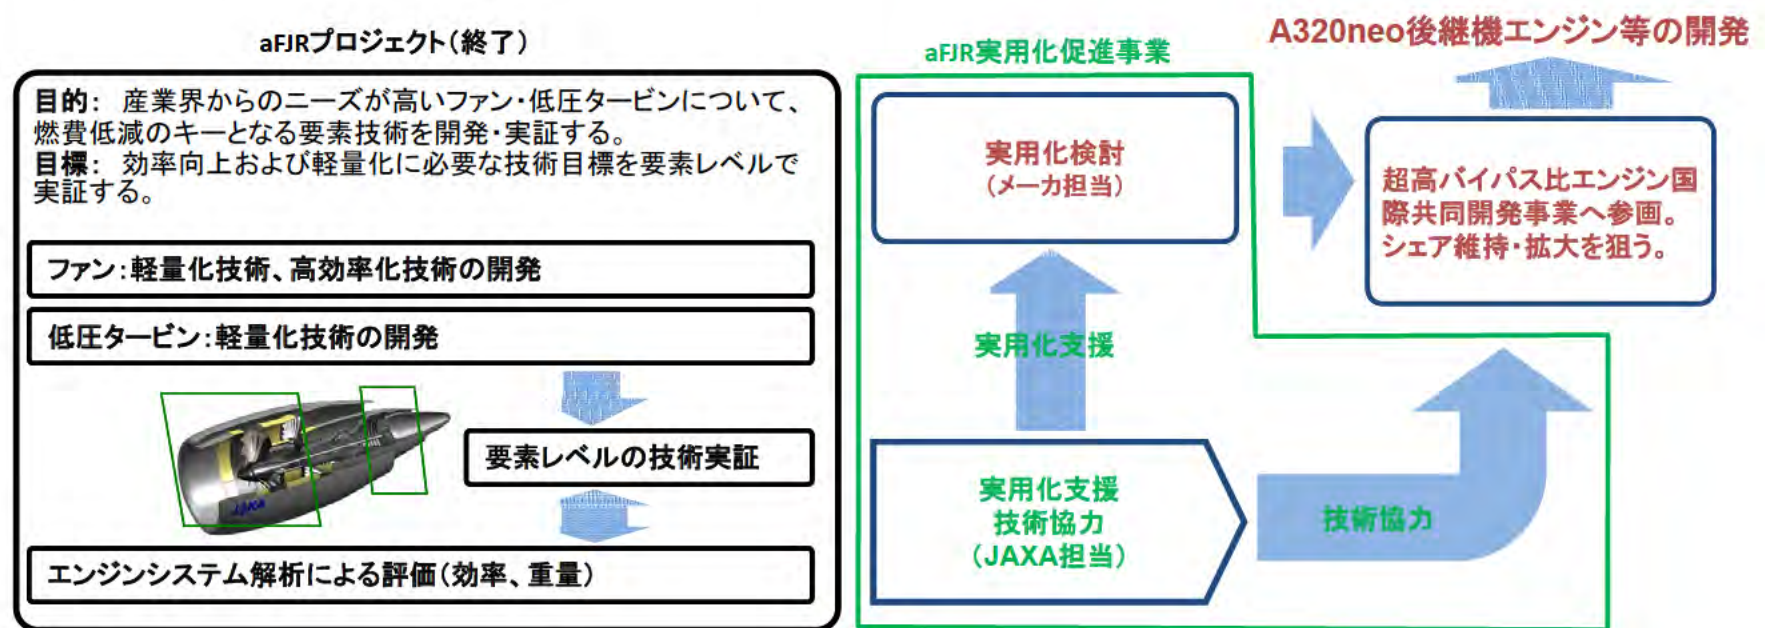 aFJRプロジェクト(終了)
目的： 産業界からのニーズが高いファン・低圧タービンについて、
燃費低減のキーとなる要素技術を開発・実証する。
目標： 効率向上および軽量化に必要な技術目標を要素レベルで
実証する。
ファン：軽量化技術、高効率化技術の開発
低圧タービン：軽量化技術の開発
JAXA
要素レベルの技術実証
エンジンシステム解析による評価(効率、重量)
aFJR実用化促進事業
実用化検討
(メーカ担当)
実用化支援
実用化支援
技術協力
(JAXA担当)
技術協力
A320neo後継機エンジン等の開発
超高バイパス比エンジン国
際共同開発事業へ参画。
シェア維持・拡大を狙う。